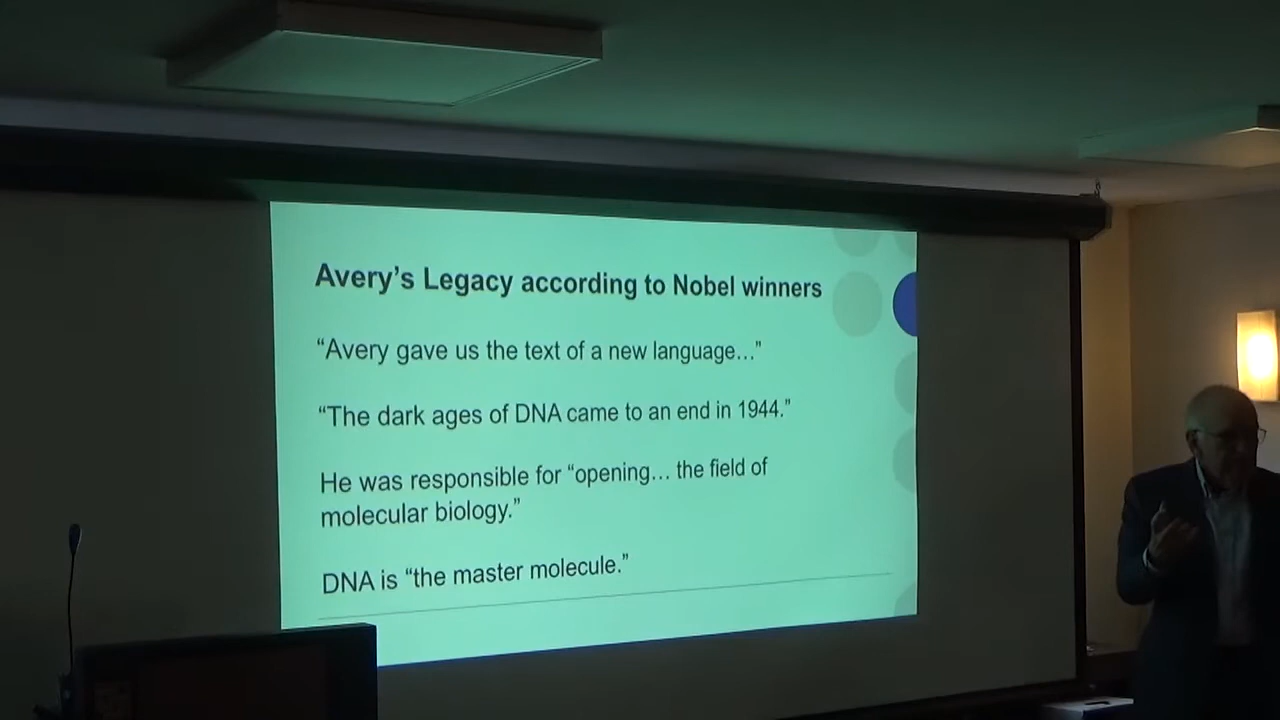 Avery’s Legacy according to Nobel winners
“Avery gave us the text of a new language…”
“The dark ages of DNA came to an end in 1944.”
He was responsible for “opening… the field of
molecular biology.”
DNA is “the master molecule.”